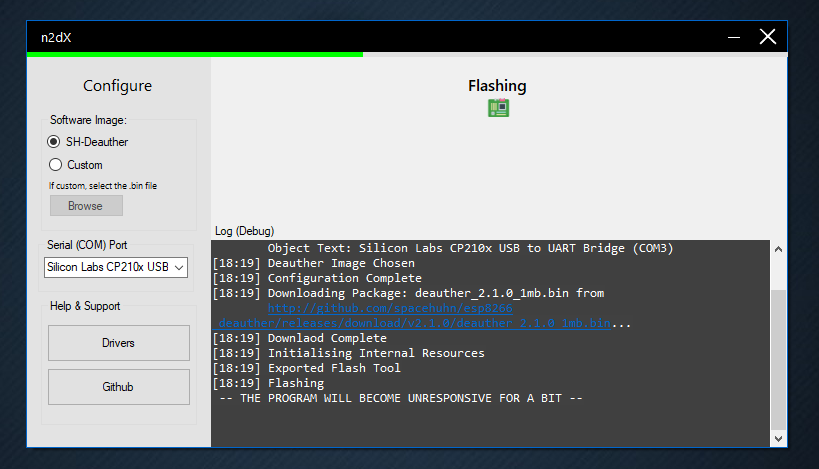 n2dX
Configure
Software Image:
SH-Deauther
Custom
If custom, select the .bin file
Browse
Serial (COM) Port
Silicon Labs CP210x USB
Help & Support
Drivers
Github
Flashing
Log (Debug)
Object Text: Silicon Labs CP210x USB to UART Bridge (COM3)
[18:19] Deauther Image Chosen
[18:19] Configuration Complete
[18:19] Downloading Package: deauther_2.1.0_1mb.bin from
http://github.com/spacehuhn/esp8266
_deauther/releases/download/v2.1.0/deauther_2.1.0_1mb.bin...
[18:19] Downlaod Complete
[18:19] Initialising Internal Resources
[18:19] Exported Flash Tool
[18:19] Flashing
-- THE PROGRAM WILL BECOME UNRESPONSIVE FOR A BIT --